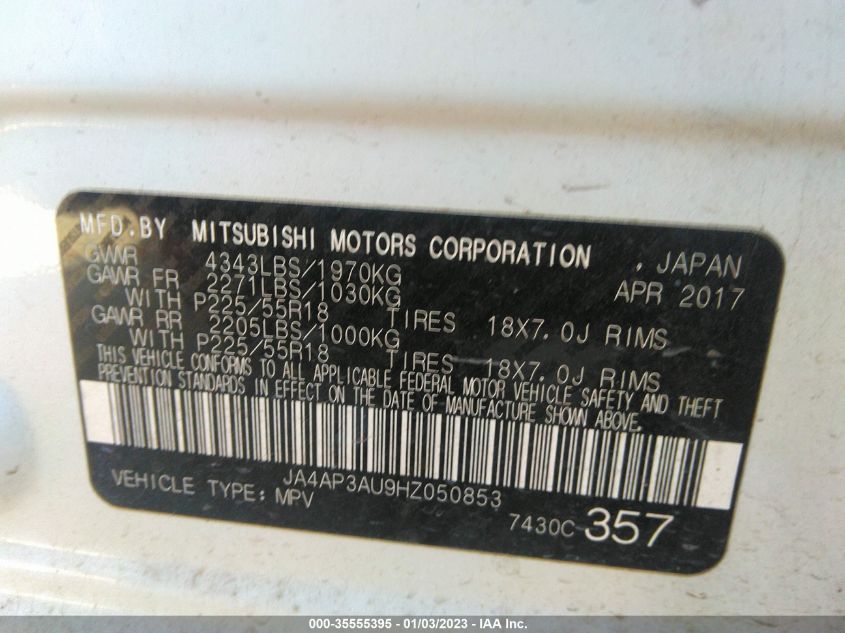 MFD.BY MITSUBISHI MOTORS CORPORATION , JAPAN
GVWR 4343LBS/1970KG APR 2017
GAWR FR 2271LBS/1030KG
WITH P225/55R18 TIRES 18X7.0J RIMS
GAWR RR 2205LBS/1000KG
WITH P225/55R18 TIRES 18X7.0J RIMS
THIS VEHICLE CONFORMS TO ALL APPLICABLE FEDERAL MOTOR VEHICLE SAFETY AND THEFT
PREVENTION STANDARDS IN EFFECT ON THE DATE OF MANUFACTURE SHOWN ABOVE.
JA4AP3AU9HZ050853
VEHICLE TYPE: MPV 7430C 357
000-35555395 - 01/03/2023 - IAA Inc.